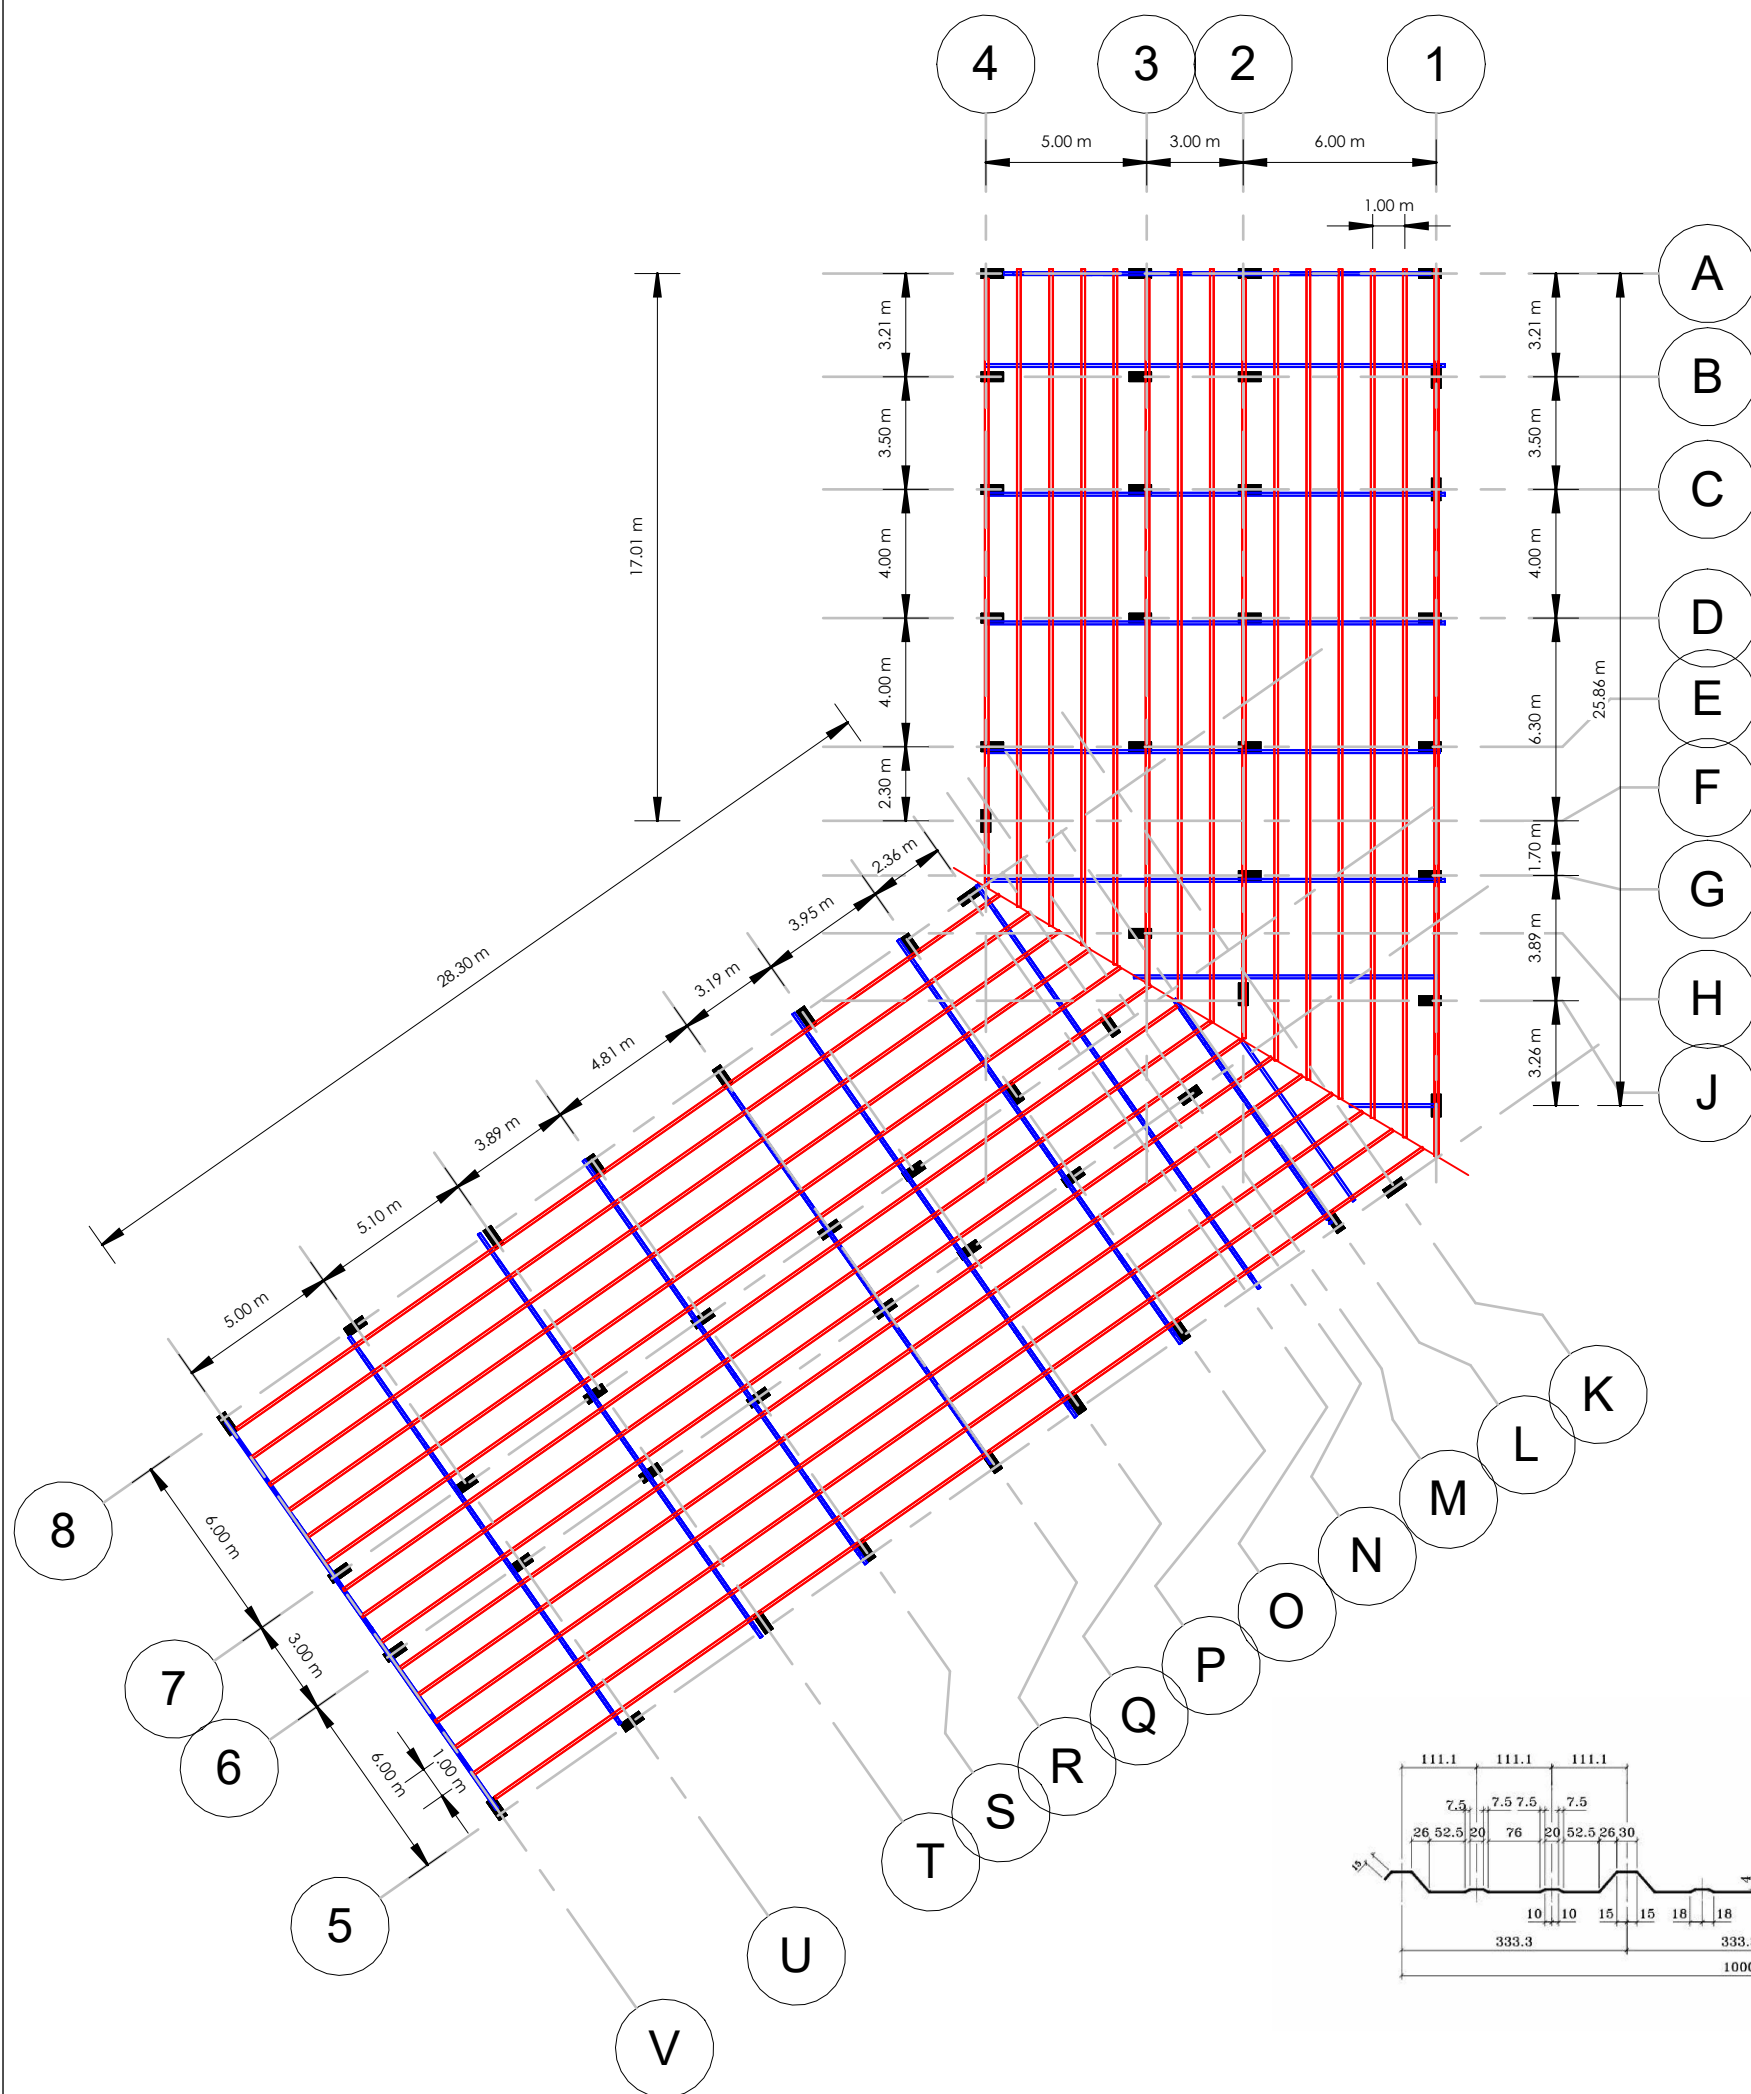 4 3 2 1
5.00 m 3.00 m 6.00 m
1.00 m
A
3.21 m 3.21 m
B
3.50 m 3.50 m
C
17.01 m 4.00 m 4.00 m
D
E
4.00 m 6.30 m 25.86 m
F
2.30 m 1.70 m
G
3.89 m
H
3.26 m
J
28.30 m
2.36 m
3.95 m
3.19 m
4.81 m
3.89 m
5.10 m
5.00 m
K
L
M
N
O
P
Q
R
S
T
U
V
8
6.00 m
7
3.00 m
6
6.00 m 1.00 m
5
111.1 111.1 111.1
7.5 7.5 7.5 7.5
26 52.5 20 76 20 52.5 26 30
15
10 10 15 15 18 18
333.3 333.
1000